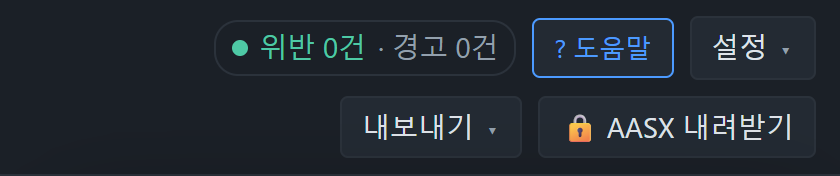 위반 0건 · 경고 0건 ? 도움말 설정 ▾
내보내기 ▾ 🔒 AASX 내려받기